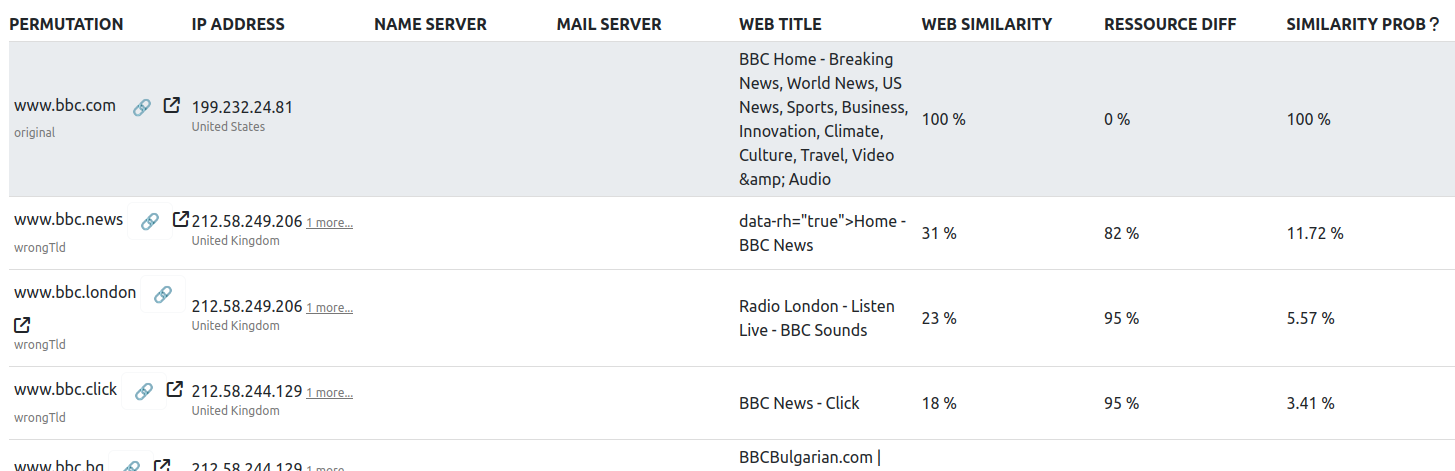 PERMUTATION IP ADDRESS NAME SERVER MAIL SERVER WEB TITLE WEB SIMILARITY RESSOURCE DIFF SIMILARITY PROB ?
www.bbc.com
original
199.232.24.81
United States
BBC Home - Breaking
News, World News, US
News, Sports, Business,
Innovation, Climate,
Culture, Travel, Video
&amp; Audio
100 % 0 % 100 %
www.bbc.news
wrongTld
212.58.249.206 1 more...
United Kingdom
data-rh="true">Home -
BBC News
31 % 82 % 11.72 %
www.bbc.london
wrongTld
212.58.249.206 1 more...
United Kingdom
Radio London - Listen
Live - BBC Sounds
23 % 95 % 5.57 %
www.bbc.click
wrongTld
212.58.244.129 1 more...
United Kingdom
BBC News - Click
18 % 95 % 3.41 %
www.bbc.bg
212.58.244.129 1 more...
BBCBulgarian.com |